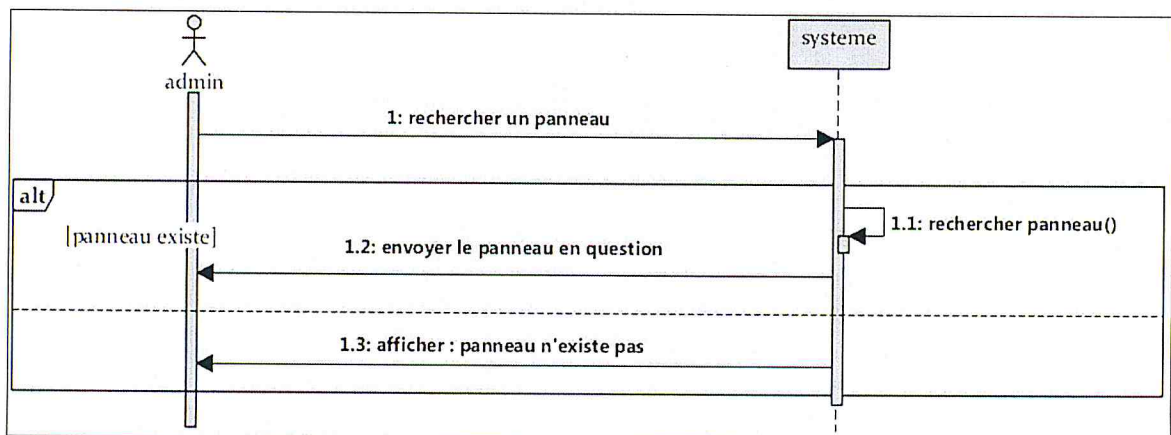 systeme
admin
1: rechercher un panneau
alt
[panneau existe]
1.1: rechercher panneau()
1.2: envoyer le panneau en question
1.3: afficher : panneau n'existe pas